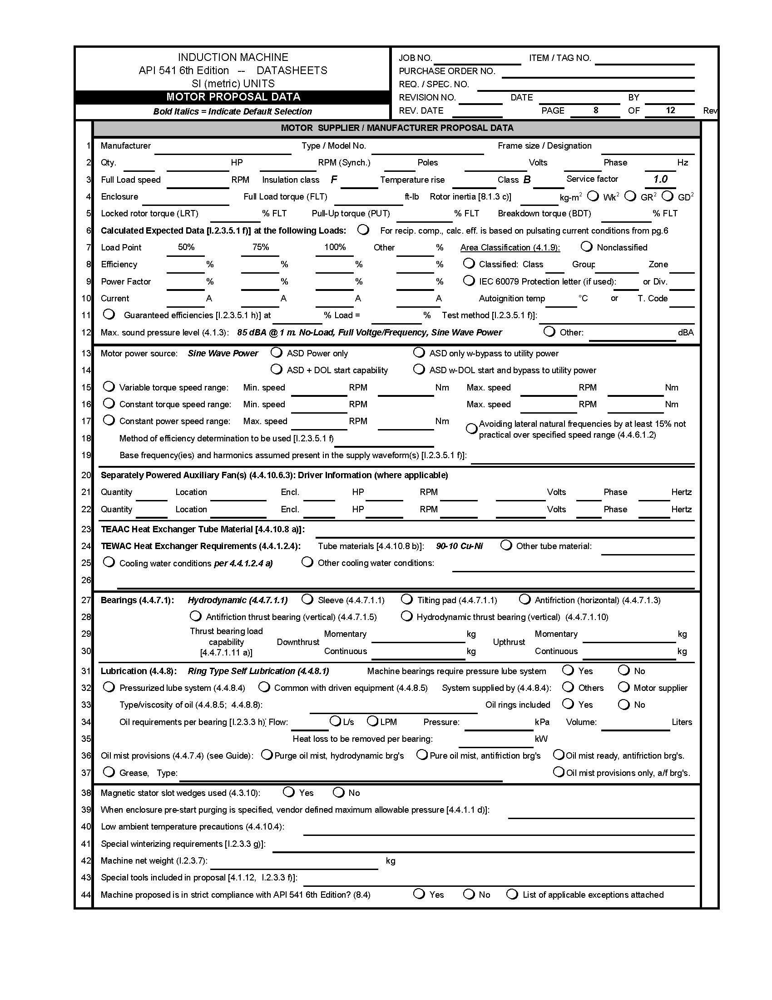 INDUCTION MACHINE
API 541 6th Edition -- DATASHEETS
SI (metric) UNITS
MOTOR PROPOSAL DATA
Bold Italics = Indicate Default Selection
JOB NO. ITEM / TAG NO.
PURCHASE ORDER NO.
REQ. / SPEC. NO.
REVISION NO. DATE BY
REV. DATE PAGE 8 OF 12 Rev
MOTOR SUPPLIER / MANUFACTURER PROPOSAL DATA
1 Manufacturer Type / Model No. Frame size / Designation
2 Qty. HP RPM (Synch.) Poles Volts Phase Hz
3 Full Load speed RPM Insulation class F Temperature rise Class B Service factor 1.0
4 Enclosure Full Load torque (FLT) ft-lb Rotor inertia [8.1.3 c)] kg-m² Wk² GR² GD²
5 Locked rotor torque (LRT) % FLT Pull-Up torque (PUT) % FLT Breakdown torque (BDT) % FLT
6 Calculated Expected Data [I.2.3.5.1 f)] at the following Loads: For recip. comp., calc. eff. is based on pulsating current conditions from pg.6
7 Load Point 50% 75% 100% Other % Area Classification (4.1.9): Nonclassified
8 Efficiency % % % % Classified: Class Group Zone
9 Power Factor % % % % IEC 60079 Protection letter (if used): or Div.
10 Current A A A A Autoignition temp °C or T. Code
11 Guaranteed efficiencies [I.2.3.5.1 h)] at % Load = % Test method [I.2.3.5.1 f)]:
12 Max. sound pressure level (4.1.3): 85 dBA @ 1 m. No-Load, Full Voltge/Frequency, Sine Wave Power Other: dBA
13 Motor power source: Sine Wave Power ASD Power only ASD only w-bypass to utility power
14 ASD + DOL start capability ASD w-DOL start and bypass to utility power
15 Variable torque speed range: Min. speed RPM Nm Max. speed RPM Nm
16 Constant torque speed range: Min. speed RPM Max. speed RPM Nm
17 Constant power speed range: Max. speed RPM Nm Avoiding lateral natural frequencies by at least 15% not
practical over specified speed range (4.4.6.1.2)
18 Method of efficiency determination to be used [I.2.3.5.1 f)
19 Base frequency(ies) and harmonics assumed present in the supply waveform(s) [I.2.3.5.1 f)]:
20 Separately Powered Auxiliary Fan(s) (4.4.10.6.3): Driver Information (where applicable)
21 Quantity Location Encl. HP RPM Volts Phase Hertz
22 Quantity Location Encl. HP RPM Volts Phase Hertz
23 TEAAC Heat Exchanger Tube Material [4.4.10.8 a)]:
24 TEWAC Heat Exchanger Requirements (4.4.1.2.4): Tube materials [4.4.10.8 b)]: 90-10 Cu-Ni Other tube material:
25 Cooling water conditions per 4.4.1.2.4 a) Other cooling water conditions:
26
27 Bearings (4.4.7.1): Hydrodynamic (4.4.7.1.1) Sleeve (4.4.7.1.1) Tilting pad (4.4.7.1.1) Antifriction (horizontal) (4.4.7.1.3)
28 Antifriction thrust bearing (vertical) (4.4.7.1.5) Hydrodynamic thrust bearing (vertical) (4.4.7.1.10)
29 Thrust bearing load Momentary kg Momentary kg
capability Downthrust Upthrust
30 [4.4.7.1.11 a)] Continuous kg Continuous kg
31 Lubrication (4.4.8): Ring Type Self Lubrication (4.4.8.1) Machine bearings require pressure lube system Yes No
32 Pressurized lube system (4.4.8.4) Common with driven equipment (4.4.8.5) System supplied by (4.4.8.4): Others Motor supplier
33 Type/viscosity of oil (4.4.8.5; 4.4.8.8): Oil rings included Yes No
34 Oil requirements per bearing [I.2.3.3 h) Flow: L/s LPM Pressure: kPa Volume: Liters
35 Heat loss to be removed per bearing: kW
36 Oil mist provisions (4.4.7.4) (see Guide): Purge oil mist, hydrodynamic brg's Pure oil mist, antifriction brg's Oil mist ready, antifriction brg's.
37 Grease, Type: Oil mist provisions only, a/f brg's.
38 Magnetic stator slot wedges used (4.3.10): Yes No
39 When enclosure pre-start purging is specified, vendor defined maximum allowable pressure [4.4.1.1 d)]:
40 Low ambient temperature precautions (4.4.10.4):
41 Special winterizing requirements [I.2.3.3 g)]:
42 Machine net weight (I.2.3.7): kg
43 Special tools included in proposal [4.1.12, I.2.3.3 f)]:
44 Machine proposed is in strict compliance with API 541 6th Edition? (8.4) Yes No List of applicable exceptions attached